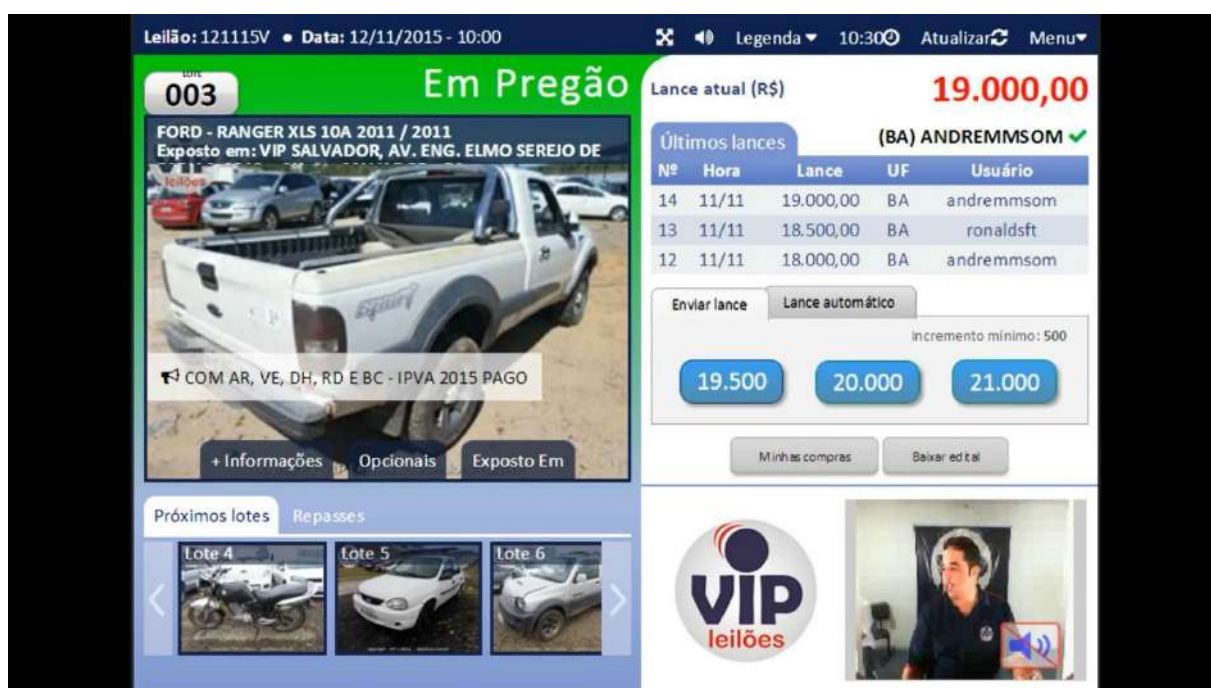 Leilão: 121115V • Data: 12/11/2015 - 10:00
Legenda 10:30 Atualizar Menu
LOTE
003
Em Pregão
FORD - RANGER XLS 10A 2011 / 2011
Exposto em: VIP SALVADOR, AV. ENG. ELMO SEREJO DE
leilões
COM AR, VE, DH, RD E BC - IPVA 2015 PAGO
+ Informações Opcionais Exposto Em
Próximos lotes Repasses
Lote 4 Lote 5 Lote 6
Lance atual (R$) 19.000,00
Últimos lances (BA) ANDREMMSOM
Nº Hora Lance UF Usuário
14 11/11 19.000,00 BA andremmsom
13 11/11 18.500,00 BA ronaldsft
12 11/11 18.000,00 BA andremmsom
Enviar lance Lance automático
Incremento mínimo: 500
19.500 20.000 21.000
Minhas compras Baixar edital
VIP
leilões